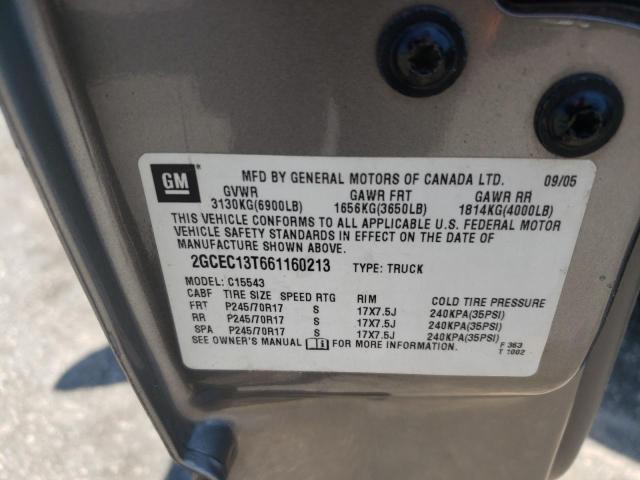 GM MFD BY GENERAL MOTORS OF CANADA LTD. 09/05
GVWR GAWR FRT GAWR RR
3130KG(6900LB) 1656KG(3650LB) 1814KG(4000LB)
THIS VEHICLE CONFORMS TO ALL APPLICABLE U.S. FEDERAL MOTOR
VEHICLE SAFETY STANDARDS IN EFFECT ON THE DATE OF
MANUFACTURE SHOWN ABOVE.
2GCEC13T661160213 TYPE: TRUCK
MODEL: C15543
CABF TIRE SIZE SPEED RTG RIM COLD TIRE PRESSURE
FRT P245/70R17 S 17X7.5J 240KPA(35PSI)
RR P245/70R17 S 17X7.5J 240KPA(35PSI)
SPA P245/70R17 S 17X7.5J 240KPA(35PSI)
SEE OWNER'S MANUAL FOR MORE INFORMATION. F 363
T 1002